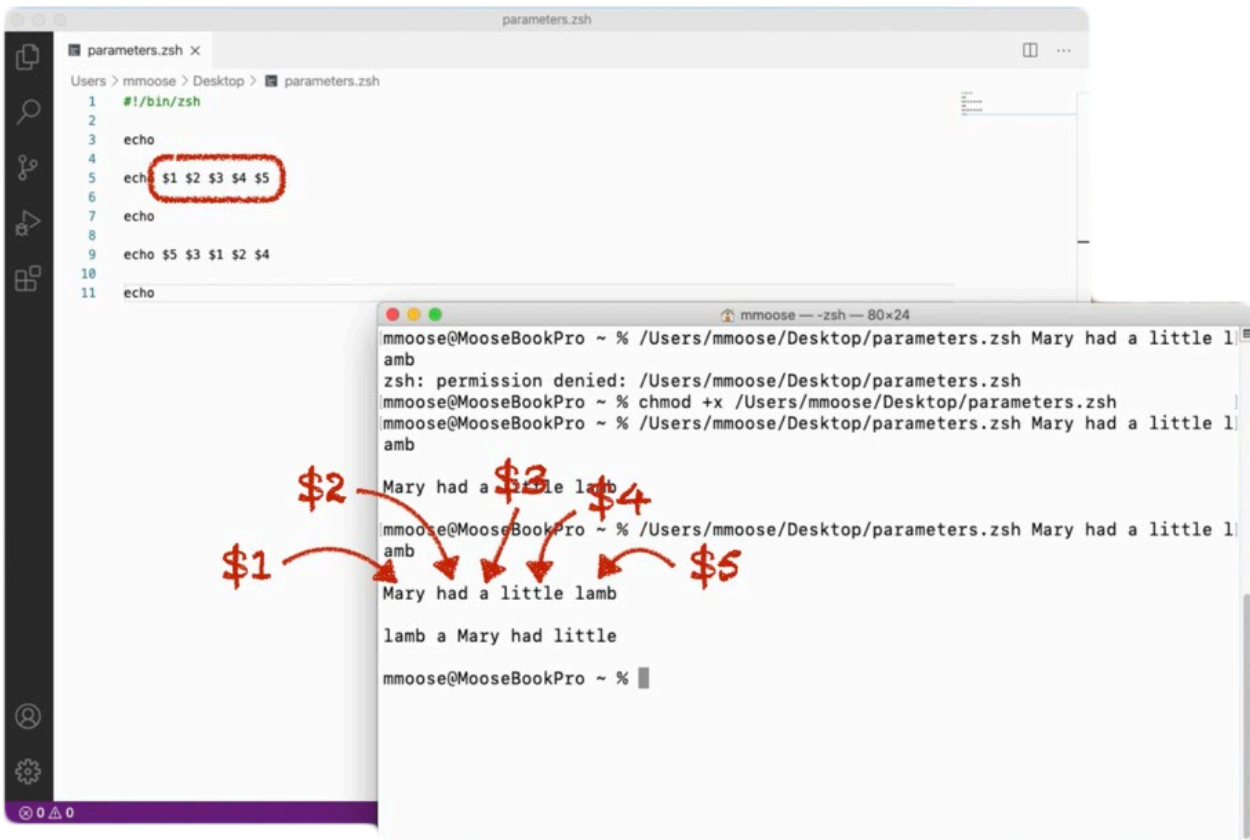 parameters.zsh
parameters.zsh ×
Users > mmoose > Desktop > parameters.zsh
1 #!/bin/zsh
2
3 echo
4
5 echo $1 $2 $3 $4 $5
6
7 echo
8
9 echo $5 $3 $1 $2 $4
10
11 echo
0 0
mmoose — -zsh — 80×24
mmoose@MooseBookPro ~ % /Users/mmoose/Desktop/parameters.zsh Mary had a little l
amb
zsh: permission denied: /Users/mmoose/Desktop/parameters.zsh
mmoose@MooseBookPro ~ % chmod +x /Users/mmoose/Desktop/parameters.zsh
mmoose@MooseBookPro ~ % /Users/mmoose/Desktop/parameters.zsh Mary had a little l
amb
Mary had a little lamb
mmoose@MooseBookPro ~ % /Users/mmoose/Desktop/parameters.zsh Mary had a little l
amb
$1
$2
$3
$4
$5
Mary had a little lamb
lamb a Mary had little
mmoose@MooseBookPro ~ %